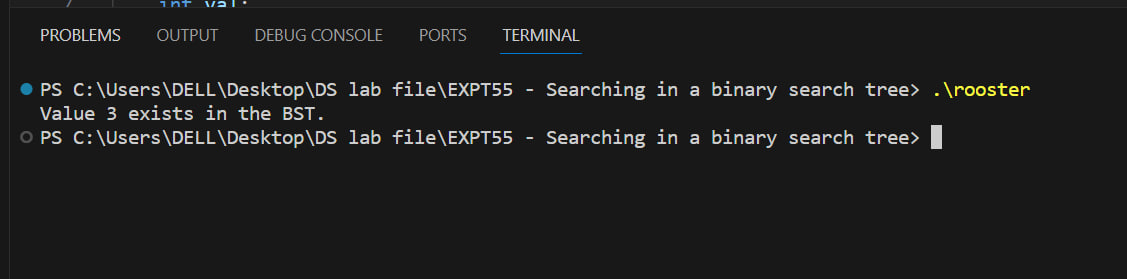 int val;
PROBLEMS OUTPUT DEBUG CONSOLE PORTS TERMINAL
PS C:\Users\DELL\Desktop\DS lab file\EXPT55 - Searching in a binary search tree> .\rooster
Value 3 exists in the BST.
PS C:\Users\DELL\Desktop\DS lab file\EXPT55 - Searching in a binary search tree>